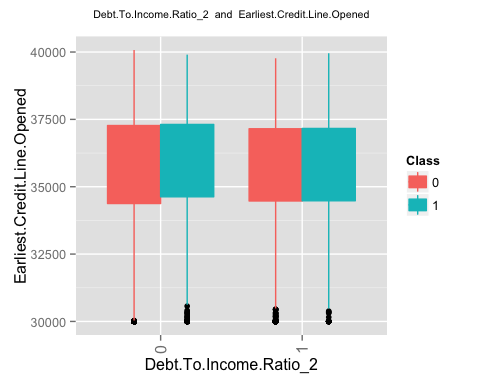 Debt.To.Income.Ratio_2 and Earliest.Credit.Line.Opened
40000
37500
35000
32500
30000
Earliest.Credit.Line.Opened
0
1
Debt.To.Income.Ratio_2
Class
0
1